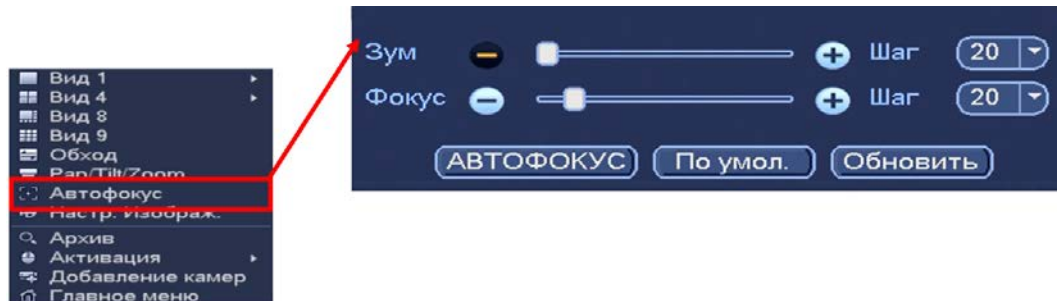 Вид 1
Вид 4
Вид 8
Вид 9
Обход
Pan/Tilt/Zoom
Автофокус
Настр. Изображ.
Архив
Активация
Добавление камер
Главное меню
Зум Шаг 20
Фокус Шаг 20
АВТОФОКУС По умол. Обновить